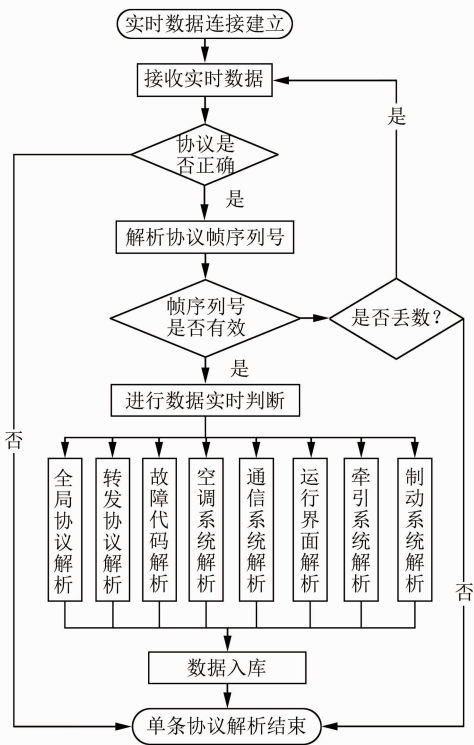 实时数据连接建立
接收实时数据
是
协议是
否正确
是
解析协议帧序列号
帧序列号
是否有效
是否丢数?
是
进行数据实时判断
否
全局协议解析
转发协议解析
故障代码解析
空调系统解析
通信系统解析
运行界面解析
牵引系统解析
制动系统解析
否
数据入库
单条协议解析结束